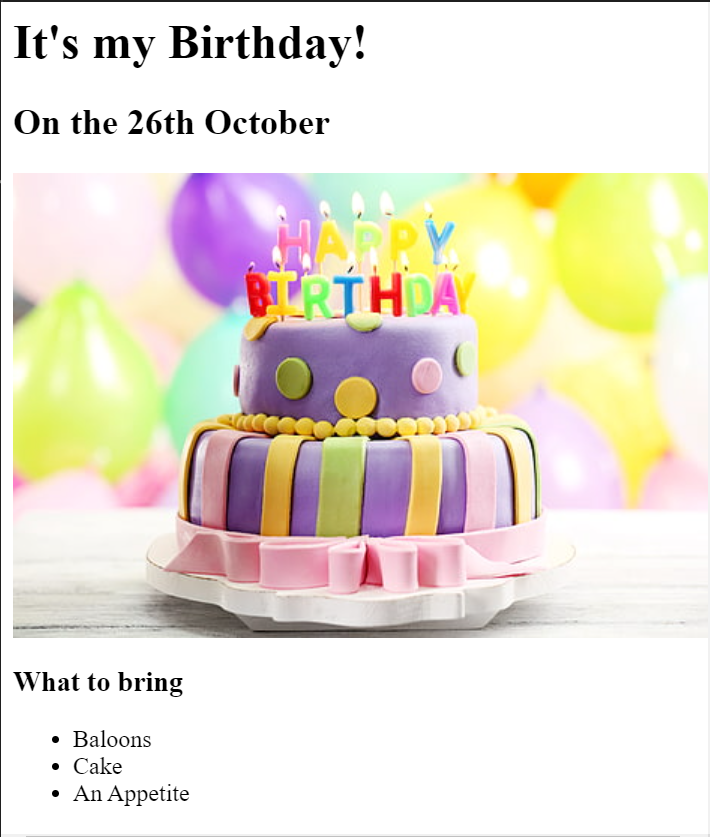 It's my Birthday!
On the 26th October
HAPPY
BIRTHDAY
What to bring
Baloons
Cake
An Appetite